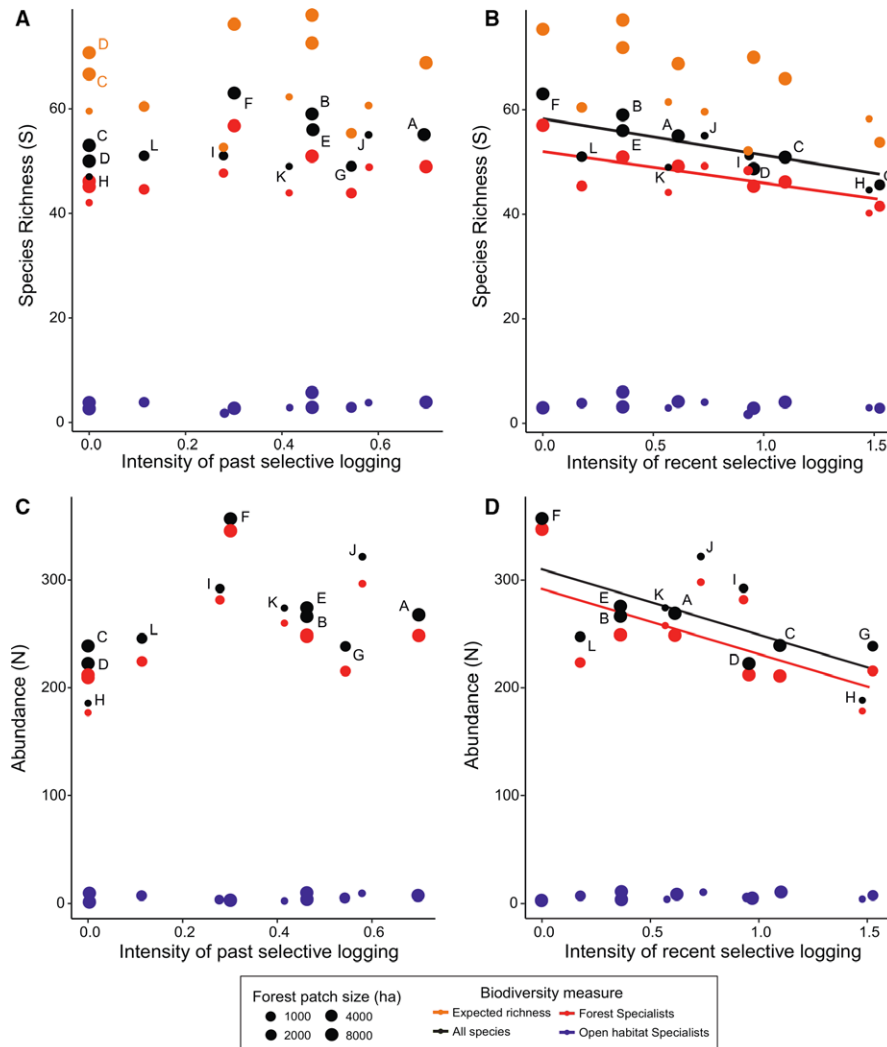 A
B
Species Richness (S)
60
40
20
0
D
C
C
D
H
L
I
F
K
B
E
G
J
A
0.0
0.2
0.4
0.6
Intensity of past selective logging
Species Richness (S)
60
40
20
0
F
L
B
E
K
A
J
I
D
C
H
G
0.0
0.5
1.0
1.5
Intensity of recent selective logging
C
D
Abundance (N)
300
200
100
0
C
D
H
L
I
F
K
E
B
J
G
A
0.0
0.2
0.4
0.6
Intensity of past selective logging
Abundance (N)
300
200
100
0
F
L
E
B
K
A
J
I
D
C
H
G
0.0
0.5
1.0
1.5
Intensity of recent selective logging
Forest patch size (ha)
1000
4000
2000
8000
Biodiversity measure
Expected richness
Forest Specialists
All species
Open habitat Specialists